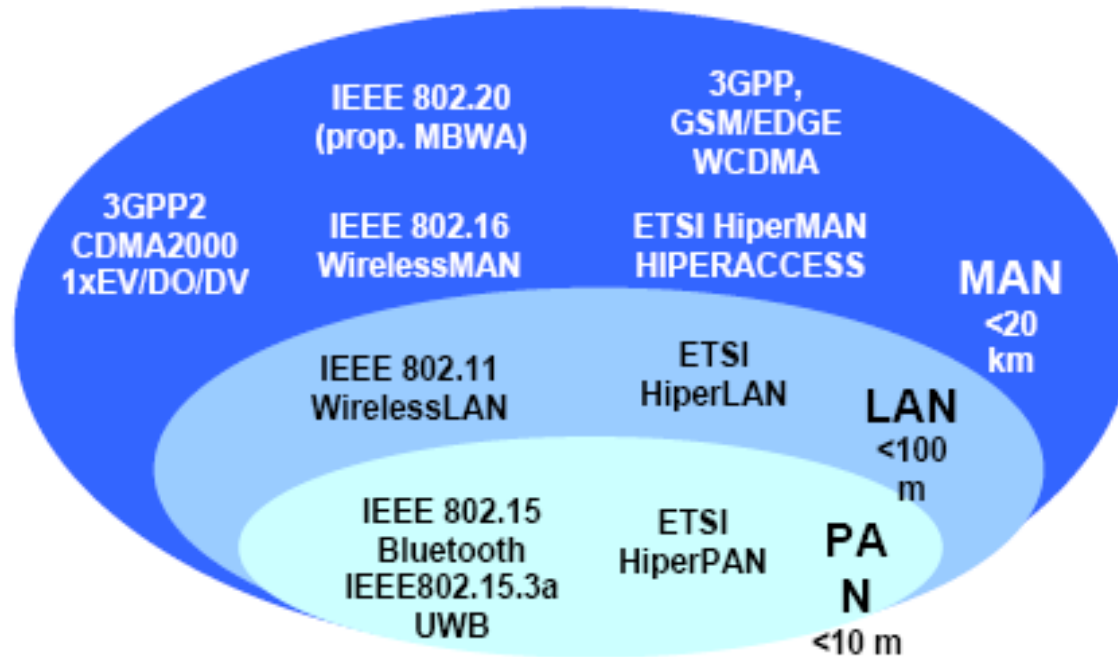 IEEE 802.20
(prop. MBWA)
3GPP,
GSM/EDGE
WCDMA
3GPP2
CDMA2000
1xEV/DO/DV
IEEE 802.16
WirelessMAN
ETSI HiperMAN
HIPERACCESS
MAN
<20
km
IEEE 802.11
WirelessLAN
ETSI
HiperLAN
LAN
<100
m
IEEE 802.15
Bluetooth
IEEE802.15.3a
UWB
ETSI
HiperPAN
PA
N
<10 m